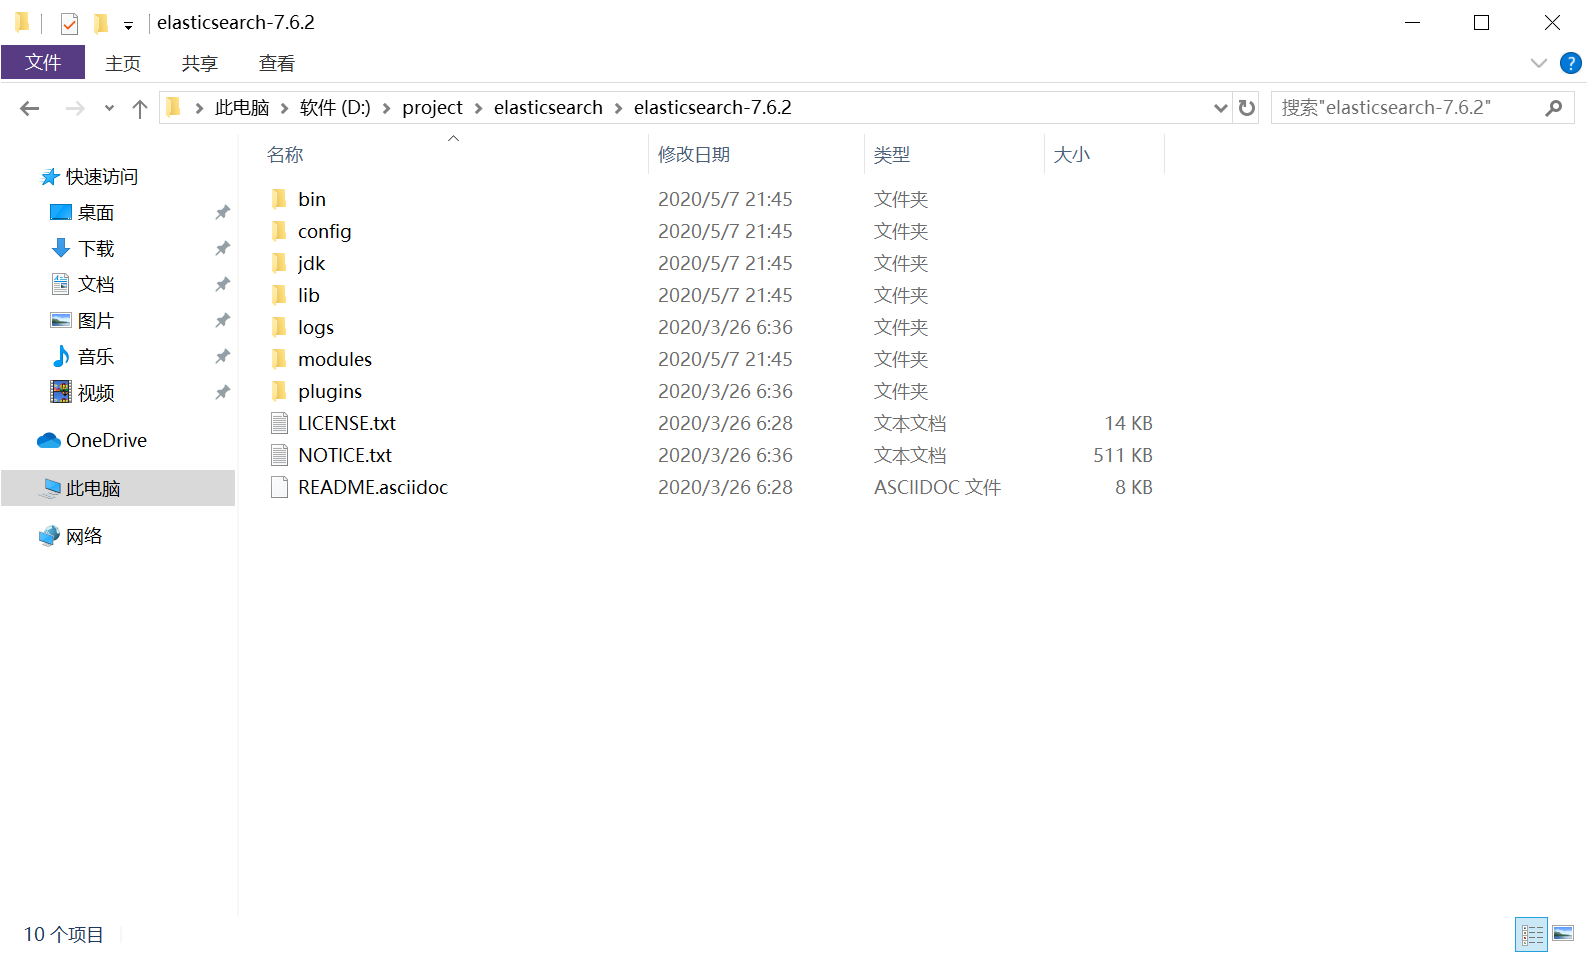 elasticsearch-7.6.2
文件 主页 共享 查看
此电脑 软件 (D:) project elasticsearch elasticsearch-7.6.2 搜索"elasticsearch-7.6.2"
名称 修改日期 类型 大小
快速访问
桌面
下载
文档
图片
音乐
视频
OneDrive
此电脑
网络
bin 2020/5/7 21:45 文件夹
config 2020/5/7 21:45 文件夹
jdk 2020/5/7 21:45 文件夹
lib 2020/5/7 21:45 文件夹
logs 2020/3/26 6:36 文件夹
modules 2020/5/7 21:45 文件夹
plugins 2020/3/26 6:36 文件夹
LICENSE.txt 2020/3/26 6:28 文本文档 14 KB
NOTICE.txt 2020/3/26 6:36 文本文档 511 KB
README.asciidoc 2020/3/26 6:28 ASCIIDOC 文件 8 KB
10 个项目